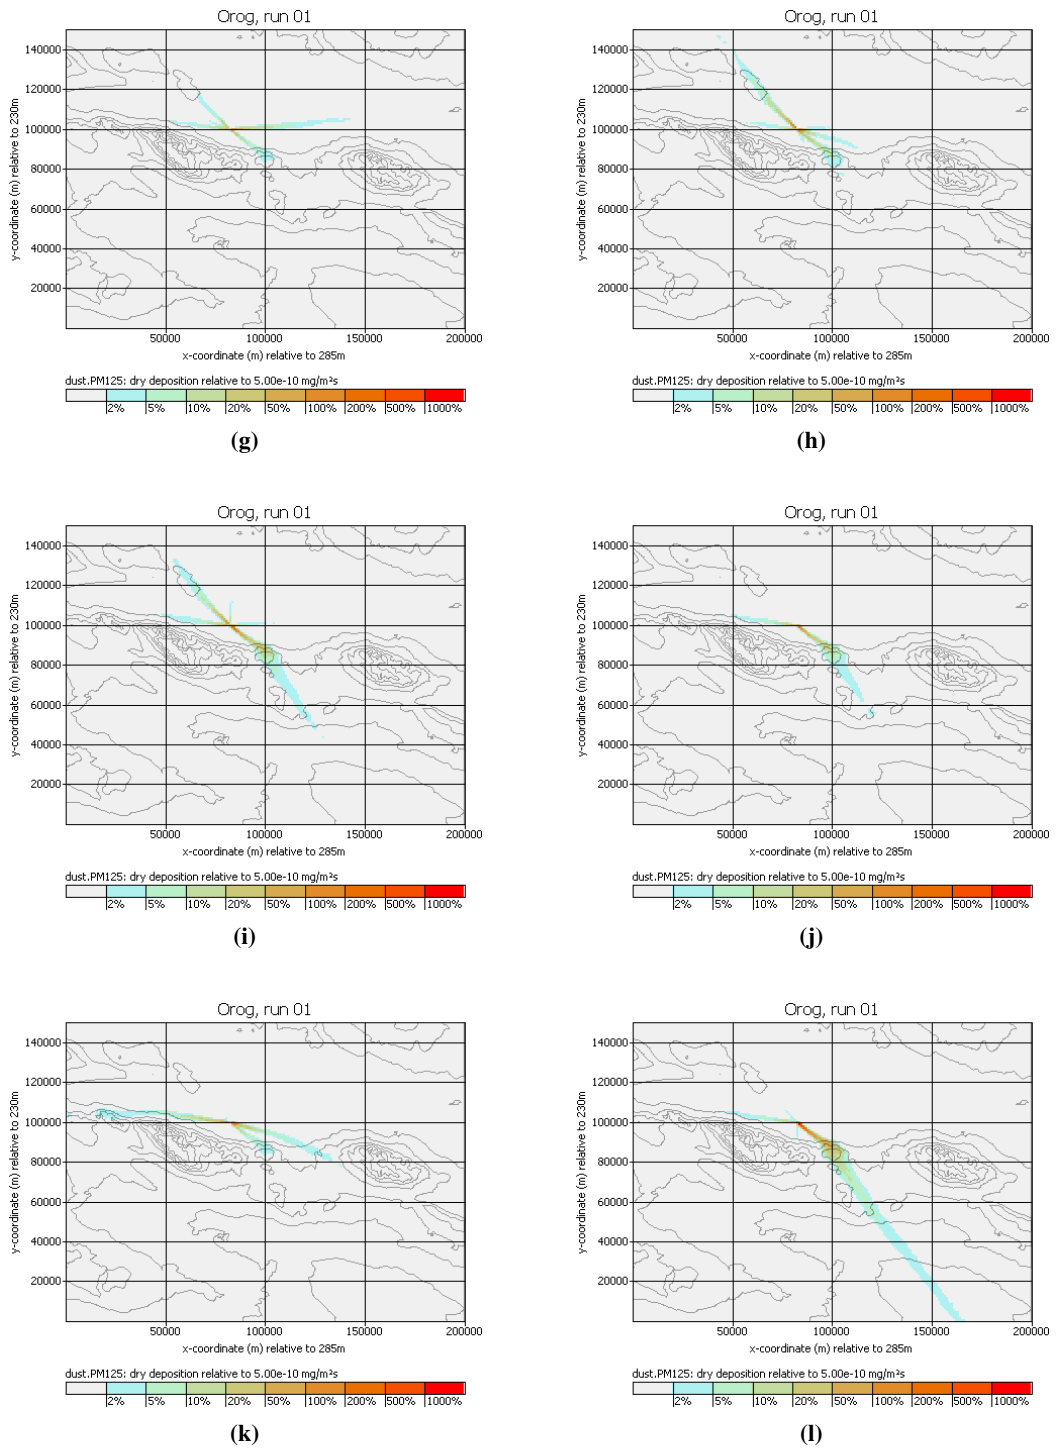 Orog, run 01
140000
120000
100000
80000
60000
40000
20000
y-coordinate (m) relative to 230m
50000 100000 150000 200000
x-coordinate (m) relative to 285m
dust.PM125: dry deposition relative to 5.00e-10 mg/m²s
2% 5% 10% 20% 50% 100% 200% 500% 1000%
(g)
Orog, run 01
140000
120000
100000
80000
60000
40000
20000
y-coordinate (m) relative to 230m
50000 100000 150000 200000
x-coordinate (m) relative to 285m
dust.PM125: dry deposition relative to 5.00e-10 mg/m²s
2% 5% 10% 20% 50% 100% 200% 500% 1000%
(h)
Orog, run 01
140000
120000
100000
80000
60000
40000
20000
y-coordinate (m) relative to 230m
50000 100000 150000 200000
x-coordinate (m) relative to 285m
dust.PM125: dry deposition relative to 5.00e-10 mg/m²s
2% 5% 10% 20% 50% 100% 200% 500% 1000%
(i)
Orog, run 01
140000
120000
100000
80000
60000
40000
20000
y-coordinate (m) relative to 230m
50000 100000 150000 200000
x-coordinate (m) relative to 285m
dust.PM125: dry deposition relative to 5.00e-10 mg/m²s
2% 5% 10% 20% 50% 100% 200% 500% 1000%
(j)
Orog, run 01
140000
120000
100000
80000
60000
40000
20000
y-coordinate (m) relative to 230m
50000 100000 150000 200000
x-coordinate (m) relative to 285m
dust.PM125: dry deposition relative to 5.00e-10 mg/m²s
2% 5% 10% 20% 50% 100% 200% 500% 1000%
(k)
Orog, run 01
140000
120000
100000
80000
60000
40000
20000
y-coordinate (m) relative to 230m
50000 100000 150000 200000
x-coordinate (m) relative to 285m
dust.PM125: dry deposition relative to 5.00e-10 mg/m²s
2% 5% 10% 20% 50% 100% 200% 500% 1000%
(l)